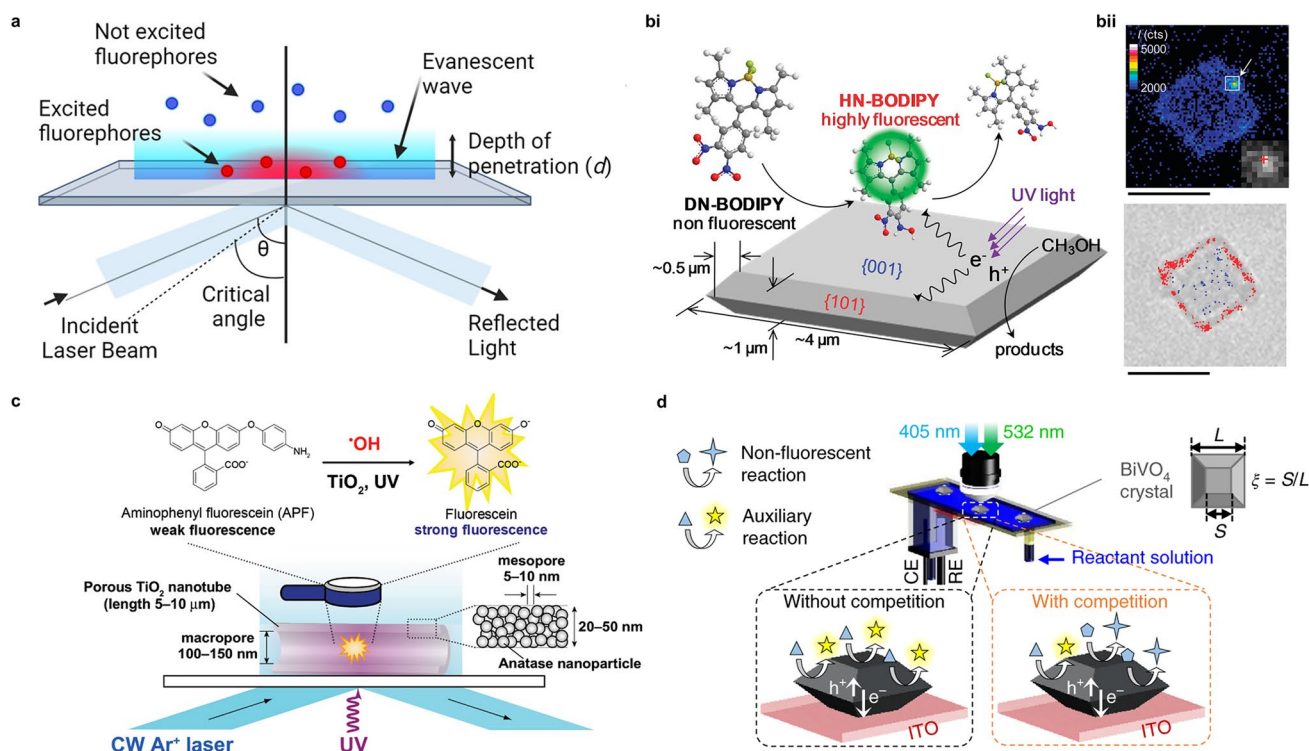 a
Not excited
fluorephores
Excited
fluorephores
Evanescent
wave
Depth of
penetration (d)
θ
Critical
angle
Incident
Laser Beam
Reflected
Light
bi
HN-BODIPY
highly fluorescent
DN-BODIPY
non fluorescent
UV light
CH₃OH
e⁻
h⁺
{001}
{101}
~0.5 µm
~1 µm
~4 µm
products
bii
I (cts)
5000
2000
c
•OH
TiO₂, UV
O
O
O
NH₂
COO⁻
O
O
O⁻
COO⁻
Aminophenyl fluorescein (APF)
weak fluorescence
Fluorescein
strong fluorescence
Porous TiO₂ nanotube
(length 5–10 µm)
mesopore
5–10 nm
macropore
100–150 nm
20–50 nm
Anatase nanoparticle
CW Ar⁺ laser
UV
d
405 nm
532 nm
Non-fluorescent
reaction
Auxiliary
reaction
BiVO₄
crystal
L
ξ = S/L
S
CE
RE
Reactant solution
Without competition
h⁺
e⁻
ITO
With competition
h⁺
e⁻
ITO